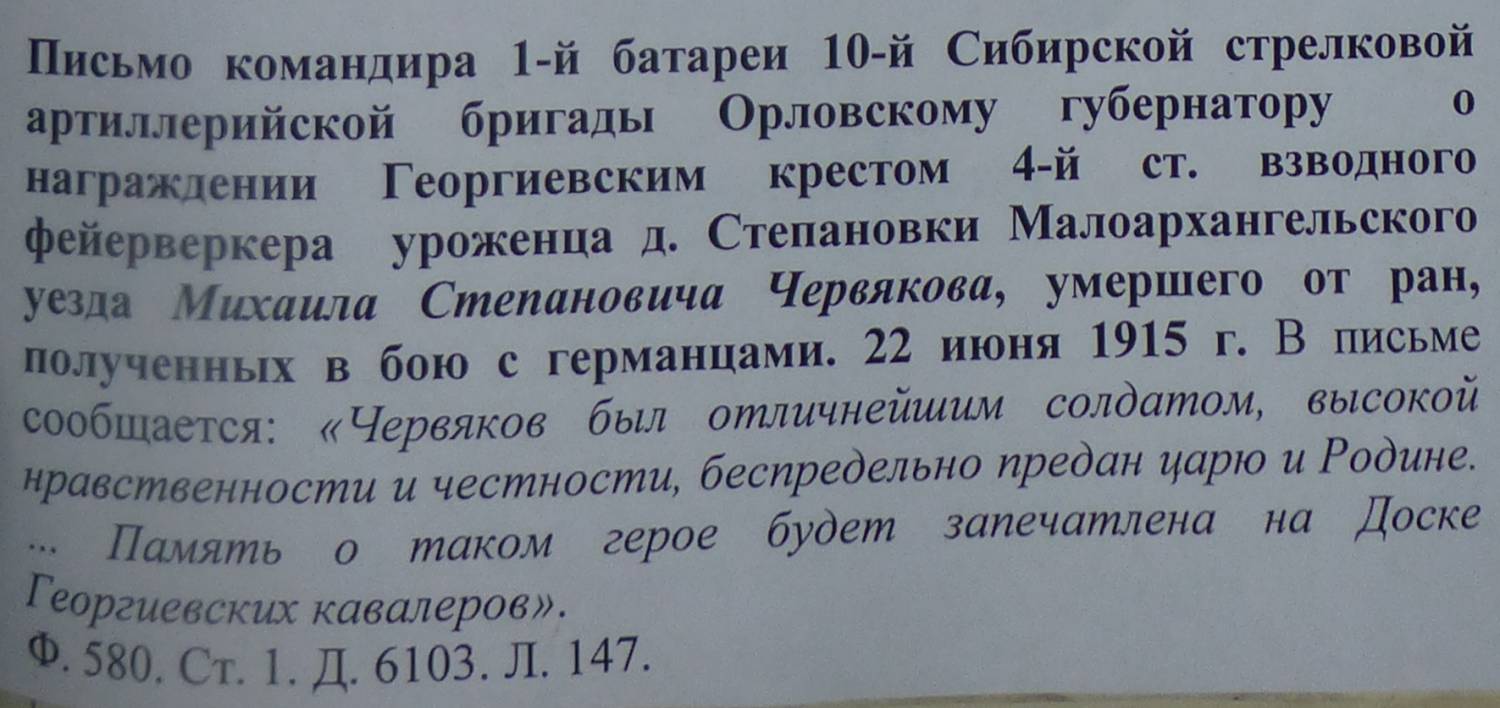 Письмо командира 1-й батареи 10-й Сибирской стрелковой
артиллерийской бригады Орловскому губернатору о
награждении Георгиевским крестом 4-й ст. взводного
фейерверкера уроженца д. Степановки Малоархангельского
уезда Михаила Степановича Червякова, умершего от ран,
полученных в бою с германцами. 22 июня 1915 г. В письме
сообщается: «Червяков был отличнейшим солдатом, высокой
нравственности и честности, беспредельно предан царю и Родине.
... Память о таком герое будет запечатлена на Доске
Георгиевских кавалеров».
Ф. 580. Ст. 1. Д. 6103. Л. 147.